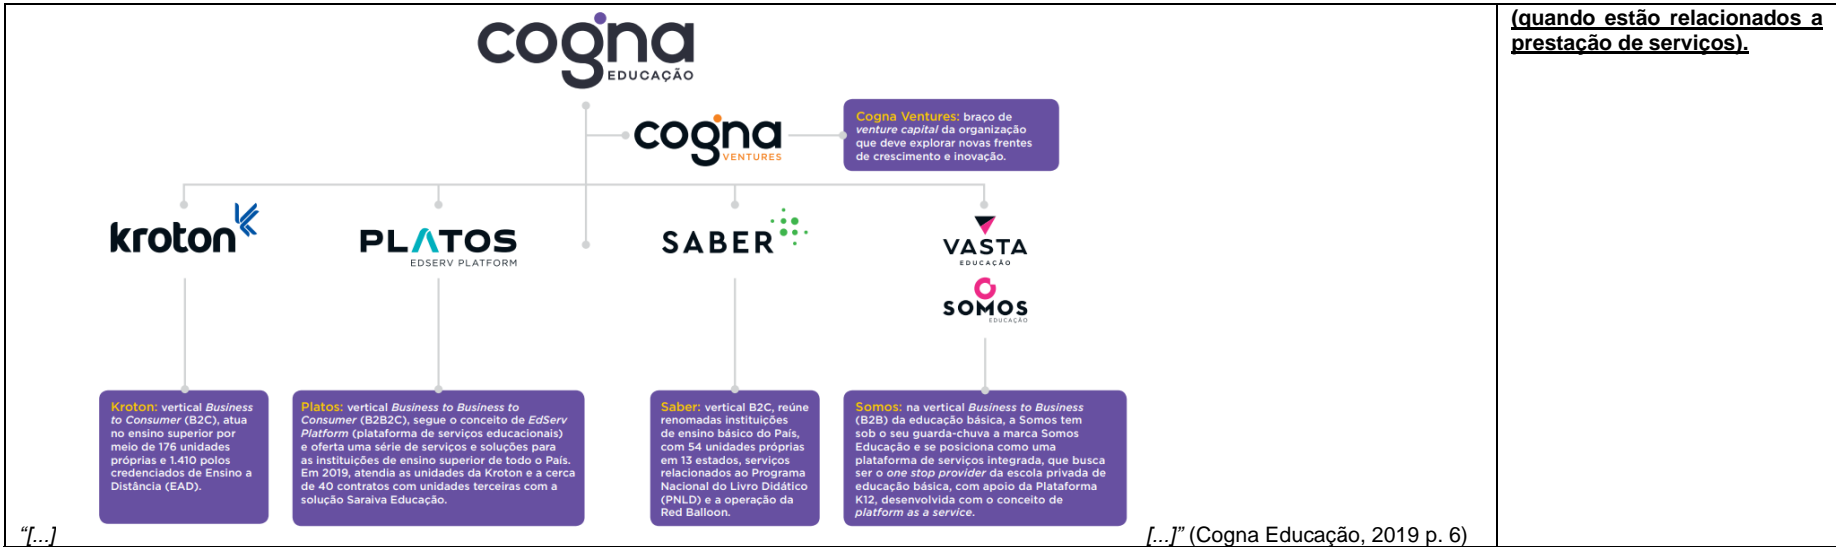 cogna
EDUCAÇÃO
cogna
VENTURES
Cogna Ventures: braço de
venture capital da organização
que deve explorar novas frentes
de crescimento e inovação.
kroton
PLATOS
EDSERV PLATFORM
SABER
VASTA
EDUCAÇÃO
SOMOS
EDUCAÇÃO
Kroton: vertical Business
to Consumer (B2C), atua
no ensino superior por
meio de 176 unidades
próprias e 1.410 polos
credenciados de Ensino a
Distância (EAD).
Platos: vertical Business to Business to
Consumer (B2B2C), segue o conceito de EdServ
Platform (plataforma de serviços educacionais)
e oferta uma série de serviços e soluções para
as instituições de ensino superior de todo o País.
Em 2019, atendia as unidades da Kroton e a cerca
de 40 contratos com unidades terceiras com a
solução Saraiva Educação.
Saber: vertical B2C, reúne
renomadas instituições
de ensino básico do País,
com 54 unidades próprias
em 13 estados, serviços
relacionados ao Programa
Nacional do Livro Didático
(PNLD) e a operação da
Red Balloon.
Somos: na vertical Business to Business
(B2B) da educação básica, a Somos tem
sob o seu guarda-chuva a marca Somos
Educação e se posiciona como uma
plataforma de serviços integrada, que busca
ser o one stop provider da escola privada de
educação básica, com apoio da Plataforma
K12, desenvolvida com o conceito de
platform as a service.
“[...]
[...]” (Cogna Educação, 2019 p. 6)
(quando estão relacionados a
prestação de serviços).